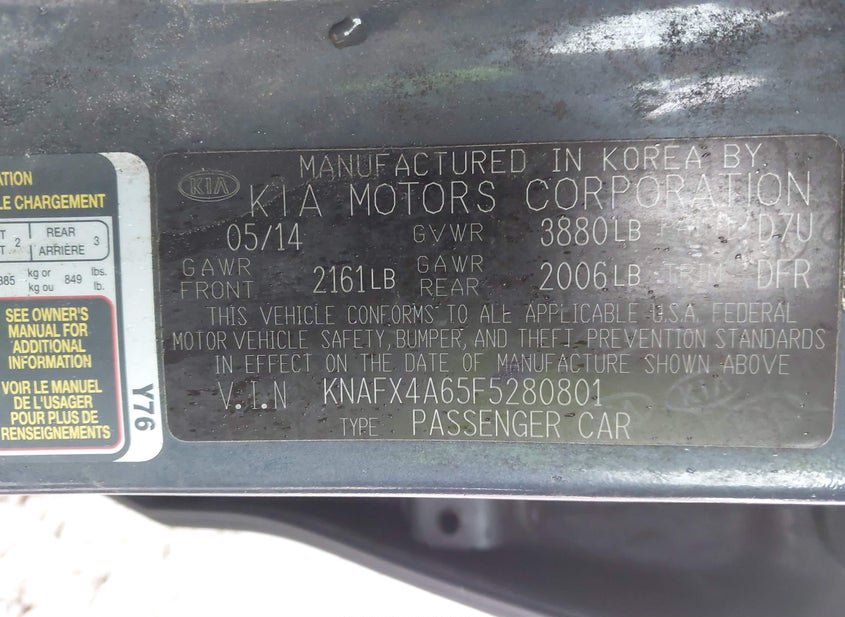 MANUFACTURED IN KOREA BY
KIA KIA MOTORS CORPORATION
05/14 GVWR 3880LB D7U
GAWR FRONT 2161LB GAWR REAR 2006LB TRIM DFR
THIS VEHICLE CONFORMS TO ALL APPLICABLE U.S.A. FEDERAL
MOTOR VEHICLE SAFETY, BUMPER, AND THEFT PREVENTION STANDARDS
IN EFFECT ON THE DATE OF MANUFACTURE SHOWN ABOVE
V.I.N KNAFX4A65F5280801
TYPE PASSENGER CAR
CHARGEMENT
2 REAR ARRIÈRE 3
kg or kg ou 849 lbs. lb.
SEE OWNER'S
MANUAL FOR
ADDITIONAL
INFORMATION
VOIR LE MANUEL
DE L'USAGER
POUR PLUS DE
RENSEIGNEMENTS
Y76